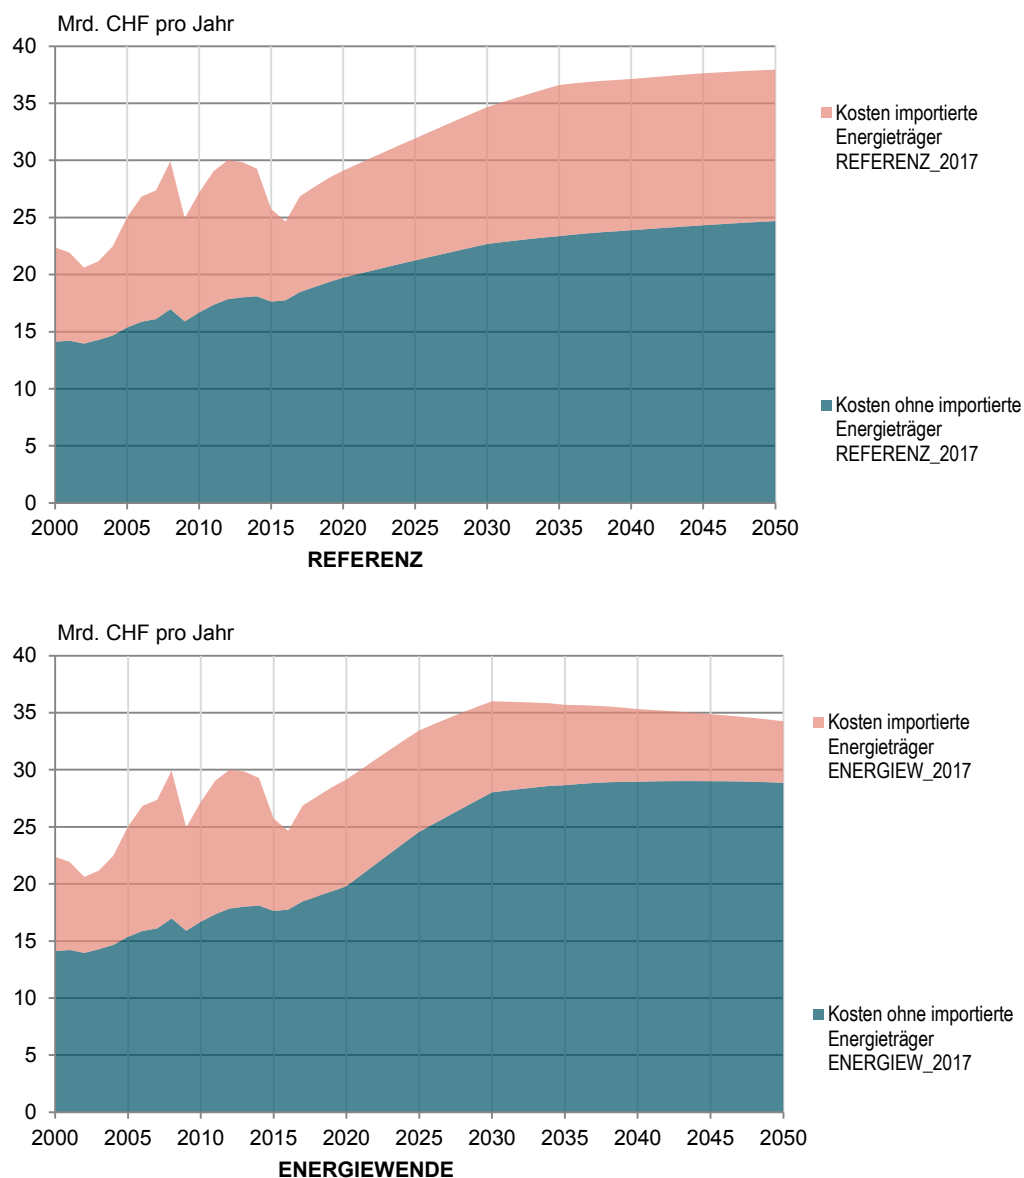 Mrd. CHF pro Jahr
40
35
30
25
20
15
10
5
0
2000 2005 2010 2015 2020 2025 2030 2035 2040 2045 2050
REFERENZ
Kosten importierte
Energieträger
REFERENZ_2017
Kosten ohne importierte
Energieträger
REFERENZ_2017
Mrd. CHF pro Jahr
40
35
30
25
20
15
10
5
0
2000 2005 2010 2015 2020 2025 2030 2035 2040 2045 2050
ENERGIEWENDE
Kosten importierte
Energieträger
ENERGIEW_2017
Kosten ohne importierte
Energieträger
ENERGIEW_2017